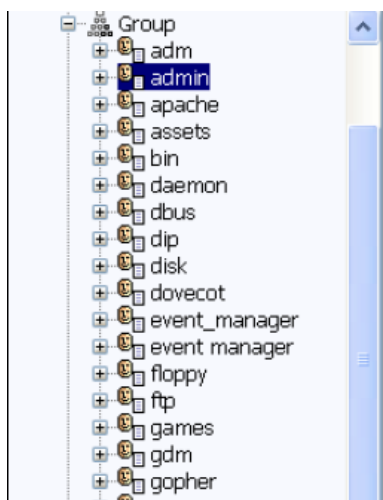 Group
adm
admin
apache
assets
bin
daemon
dbus
dip
disk
dovecot
event_manager
event manager
floppy
ftp
games
gdm
gopher